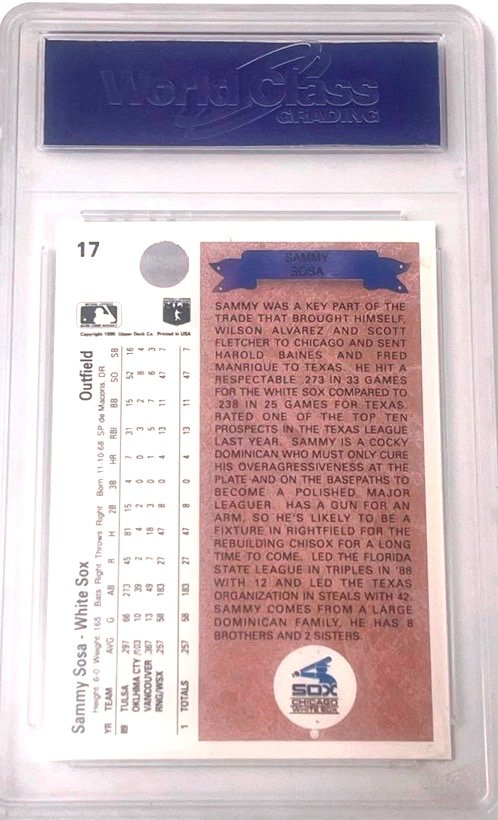 World Class
GRADING
17
SAMMY
SOSA
SAMMY WAS A KEY PART OF THE
TRADE THAT BROUGHT HIMSELF,
WILSON ALVAREZ AND SCOTT
FLETCHER TO CHICAGO AND SENT
HAROLD BAINES AND FRED
MANRIQUE TO TEXAS. HE HIT A
RESPECTABLE .273 IN 33 GAMES
FOR THE WHITE SOX COMPARED TO
.238 IN 25 GAMES FOR TEXAS.
RATED ONE OF THE TOP TEN
PROSPECTS IN THE TEXAS LEAGUE
LAST YEAR. SAMMY IS A COCKY
DOMINICAN WHO MUST ONLY CURE
HIS OVERAGRESSIVENESS AT THE
PLATE AND ON THE BASEPATHS TO
BECOME A POLISHED MAJOR
LEAGUER. HAS A GUN FOR AN
ARM, SO HE'S LIKELY TO BE A
FIXTURE IN RIGHTFIELD FOR THE
REBUILDING CHISOX FOR A LONG
TIME TO COME. LED THE FLORIDA
STATE LEAGUE IN TRIPLES IN '88
WITH 12 AND LED THE TEXAS
ORGANIZATION IN STEALS WITH 42.
SAMMY COMES FROM A LARGE
DOMINICAN FAMILY, HE HAS 8
BROTHERS AND 2 SISTERS.
SOX
CHICAGO
WHITE SOX
Copyright 1990 Upper Deck Co. Printed in USA
Sammy Sosa - White Sox Outfield
Height: 6-0 Weight: 165 Bats: Right Throws: Right Born 11-10-68 SP de Macoris, DR
YR TEAM AVG G AB R H 2B 3B HR RBI BB SO SB
89 TULSA .297 66 273 45 81 15 4 7 31 15 52 16
OKLHMA CTY .103 10 39 2 4 2 0 0 3 2 8 4
VANCOUVER .367 13 49 7 18 3 0 1 5 7 6 3
RNG/WSX .257 58 183 27 47 8 0 4 13 11 47 7
1 TOTALS .257 58 183 27 47 8 0 4 13 11 47 7